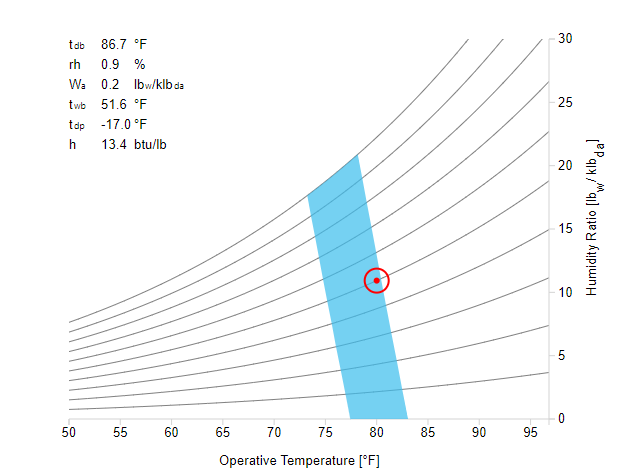 tdb 86.7 °F
rh 0.9 %
Wa 0.2 lbw/klbda
twb 51.6 °F
tdp -17.0 °F
h 13.4 btu/lb
30
25
20
15
10
5
0
Humidity Ratio [lbw / klbda]
50 55 60 65 70 75 80 85 90 95
Operative Temperature [°F]